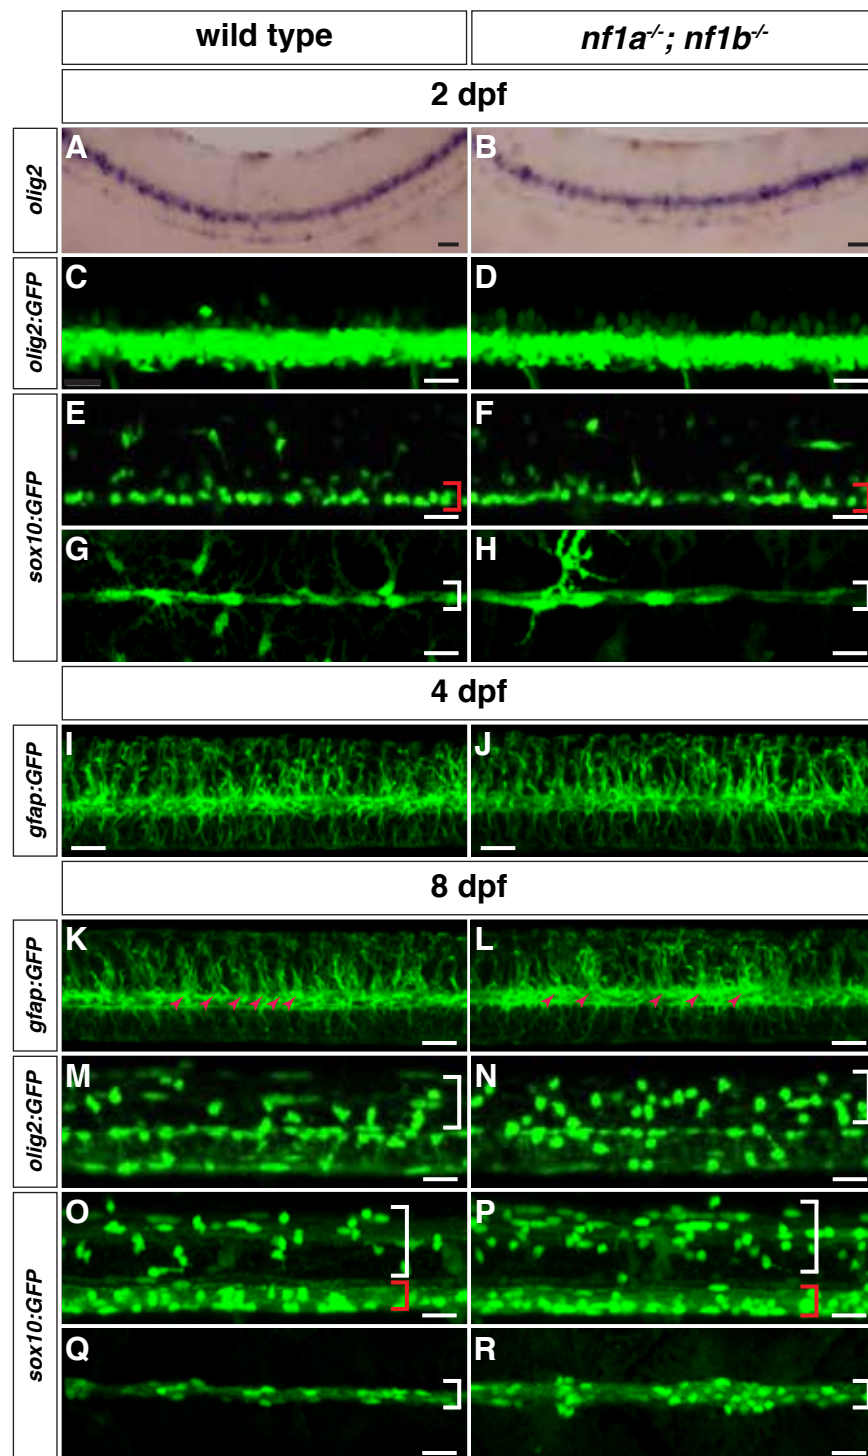 wild type
nf1a-/-; nf1b-/-
2 dpf
olig2
A
B
olig2:GFP
C
D
sox10:GFP
E
F
G
H
4 dpf
gfap:GFP
I
J
8 dpf
gfap:GFP
K
L
olig2:GFP
M
N
sox10:GFP
O
P
Q
R